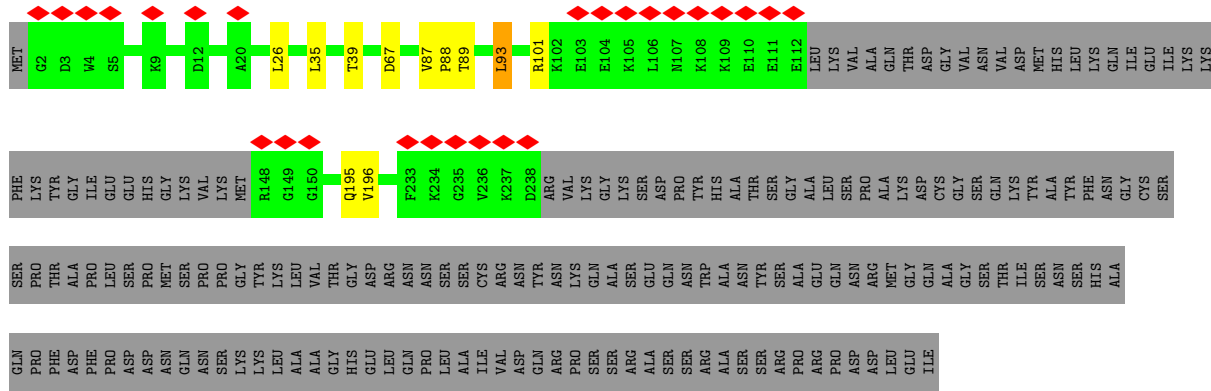 MET G2 D3 W4 S5 K9 D12 A20 L26 L35 T39 D67 V87 P88 T89 L93 R101 K102 E103 E104 K105 L106 N107 K108 K109 E110 E111 E112 LEU LYS VAL ALA GLN THR ASP GLY VAL ASN VAL ASP MET HIS LEU LYS GLN ILE GLU ILE LYS LYS
PHE LYS TYR GLY ILE GLU GLU HIS GLY LYS VAL LYS MET R148 G149 G150 Q195 V196 F233 K234 G235 V236 K237 D238 ARG VAL LYS GLY LYS SER ASP PRO TYR HIS ALA THR SER GLY ALA LEU SER PRO ALA LYS ASP CYS GLY SER GLN LYS TYR ALA TYR PHE ASN GLY CYS SER
SER PRO THR ALA PRO LEU SER PRO MET SER PRO PRO GLY TYR LYS LEU VAL THR GLY ASP ARG ASN ASN SER SER CYS ARG ASN TYR ASN LYS GLN ALA SER GLU GLN ASN TRP ALA ASN TYR SER ALA GLU GLN ASN ARG MET GLY GLN ALA GLY SER THR ILE SER ASN SER HIS ALA
GLN PRO PHE ASP PHE PRO ASP ASP ASN GLN ASN SER LYS LYS LEU ALA ALA GLY HIS GLU LEU GLN PRO LEU ALA ILE VAL ASP GLN ARG PRO SER SER ARG ALA SER SER ARG ALA SER SER ARG PRO ARG PRO ASP ASP LEU GLU ILE